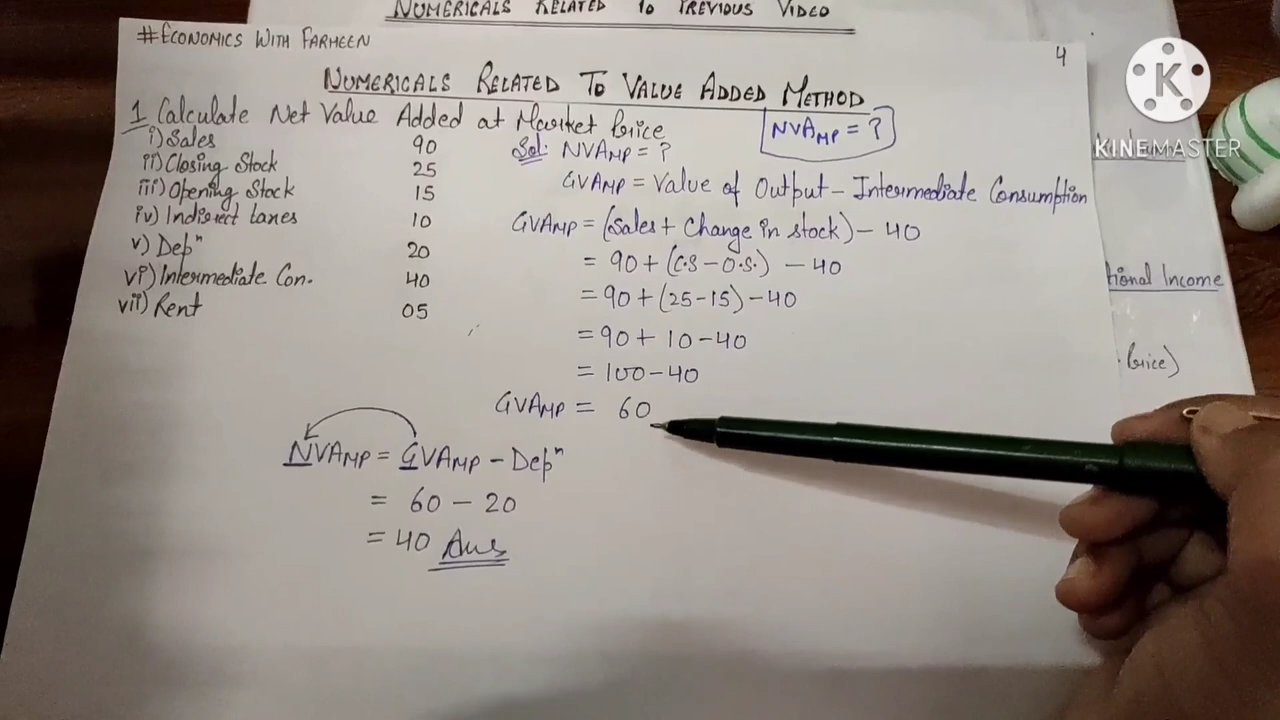 NUMERICALS RELATED TO PREVIOUS VIDEO
#ECONOMICS WITH FARHEEN
4
NUMERICALS RELATED TO VALUE ADDED METHOD
1 Calculate Net Value Added at Market Price
NVAMP = ?
i) Sales 90
ii) Closing Stock 25
iii) Opening Stock 15
iv) Indirect Taxes 10
v) Depⁿ 20
vi) Intermediate Con. 40
vii) Rent 05
Sol: NVAMP = ?
GVAMP = Value of Output - Intermediate Consumption
GVAMP = (Sales + Change in stock) - 40
= 90 + (C.S - O.S.) - 40
= 90 + (25 - 15) - 40
= 90 + 10 - 40
= 100 - 40
GVAMP = 60
NVAMP = GVAMP - Depⁿ
= 60 - 20
= 40 Ans
K
KINEMASTER
tional Income
Price)